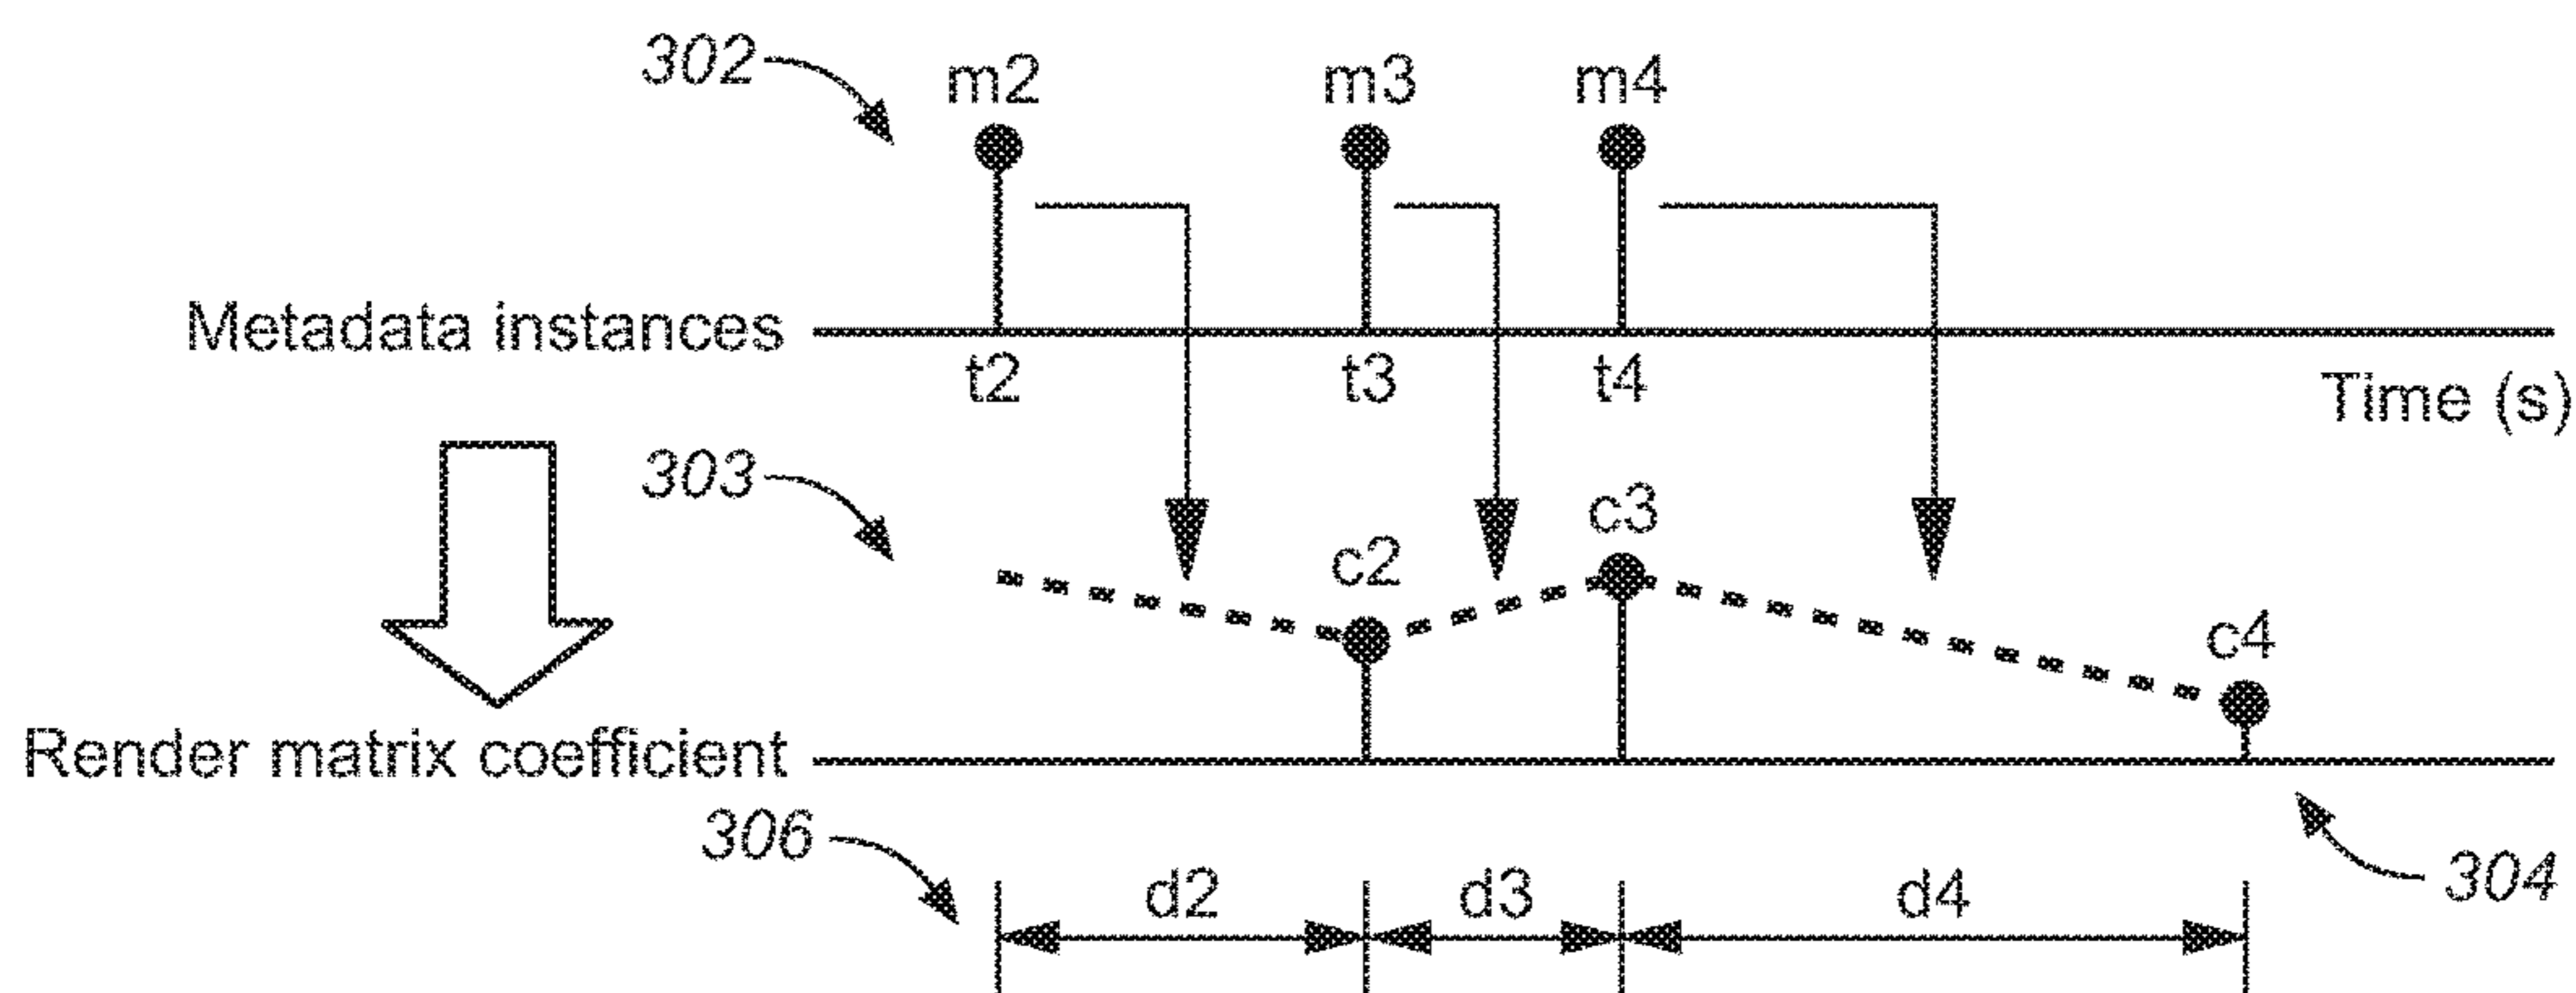 302
m2 m3 m4
Metadata instances
t2 t3 t4
Time (s)
303
c3
c2
c4
Render matrix coefficient
306
d2 d3 d4
304